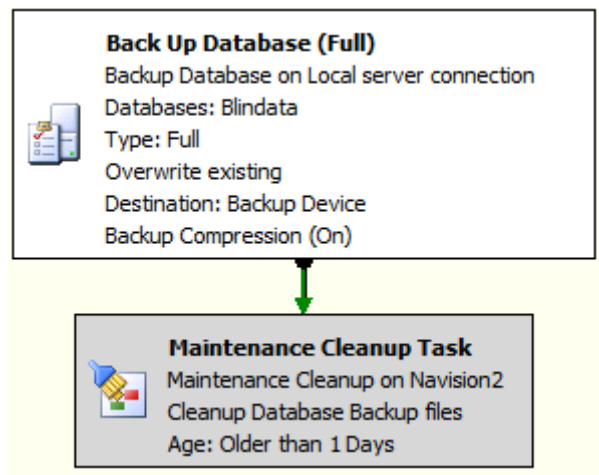 Back Up Database (Full)
Backup Database on Local server connection
Databases: Blindata
Type: Full
Overwrite existing
Destination: Backup Device
Backup Compression (On)
Maintenance Cleanup Task
Maintenance Cleanup on Navision2
Cleanup Database Backup files
Age: Older than 1 Days